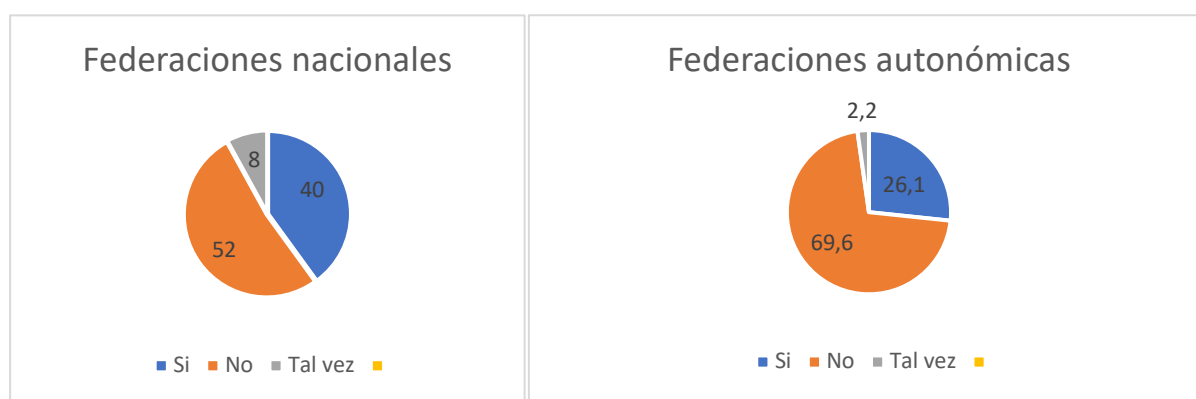 Federaciones nacionales
8
40
52
Si No Tal vez
Federaciones autonómicas
2,2
26,1
69,6
Si No Tal vez